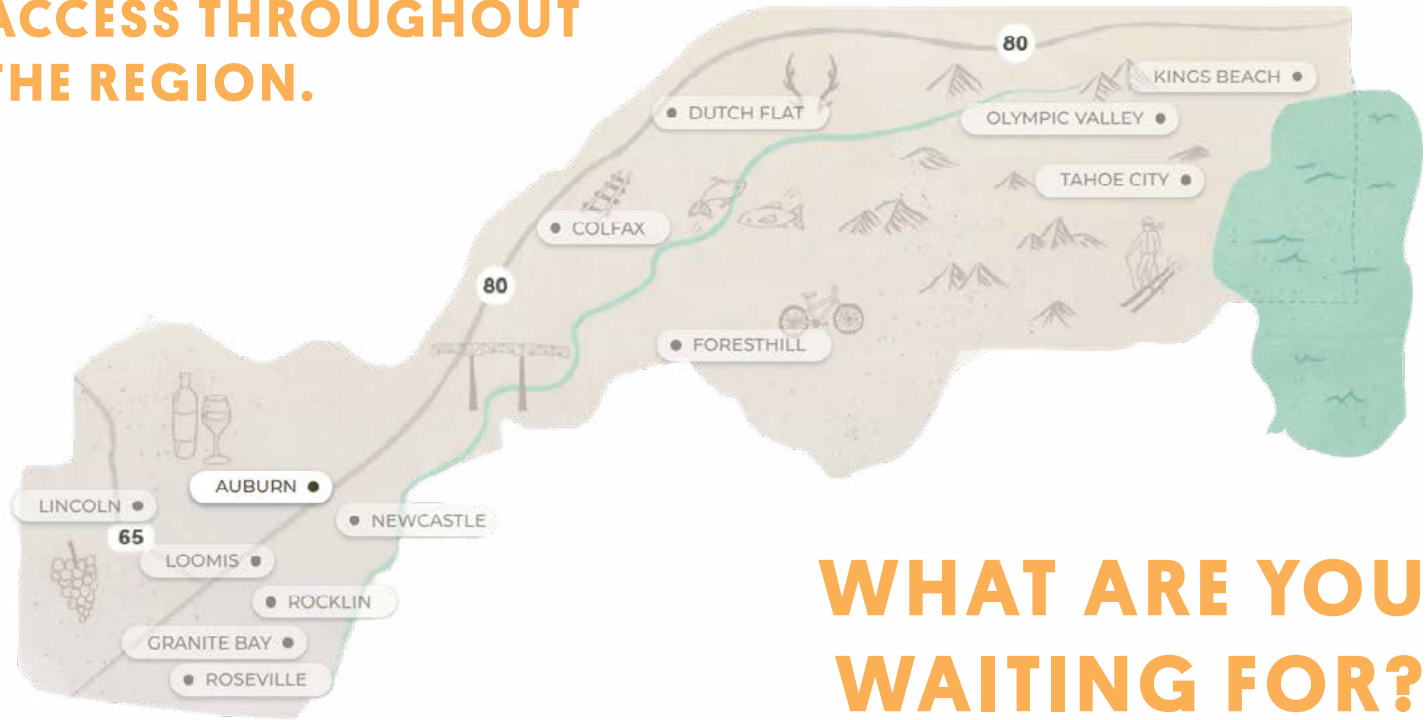 ACCESS THROUGHOUT
THE REGION.
80
KINGS BEACH
DUTCH FLAT
OLYMPIC VALLEY
TAHOE CITY
COLFAX
80
FORESTHILL
AUBURN
LINCOLN
NEWCASTLE
65
LOOMIS
ROCKLIN
GRANITE BAY
ROSEVILLE
WHAT ARE YOU
WAITING FOR?